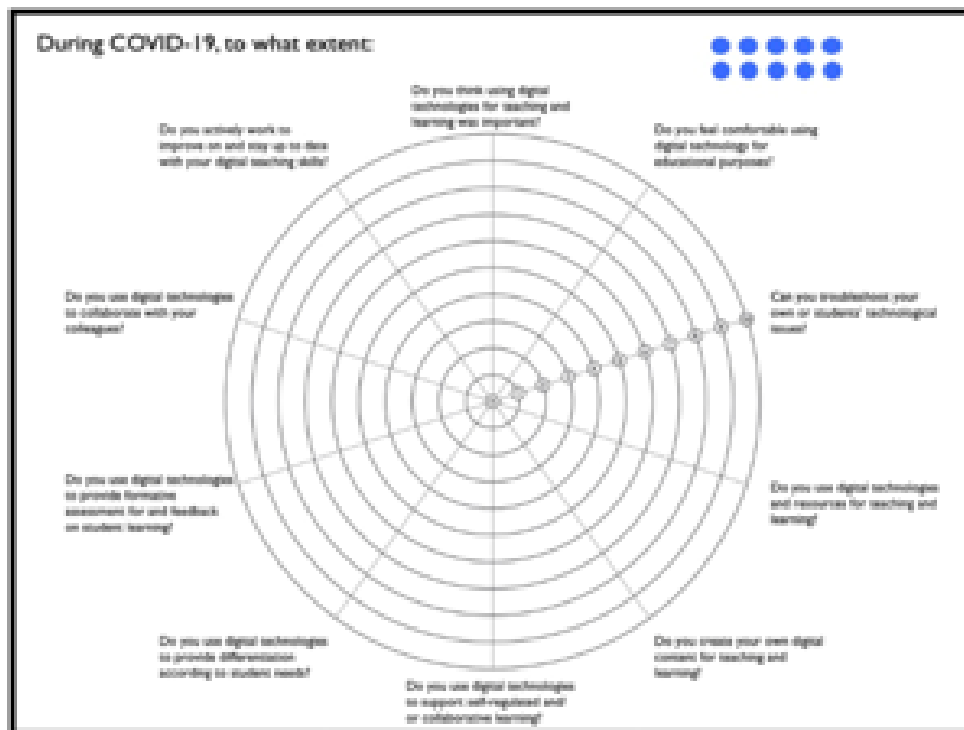 During COVID-19, to what extent:
Do you think using digital
technologies for teaching and
learning was important?
Do you actively work to
improve on and stay up to date
with your digital teaching skills?
Do you feel comfortable using
digital technology for
educational purposes?
Do you use digital technologies
to collaborate with your
colleagues?
Can you troubleshoot your
own or students' technological
issues?
Do you use digital technologies
to provide formative
assessment for and feedback
on student learning?
Do you use digital technologies
and resources for teaching and
learning?
Do you use digital technologies
to provide differentiation
according to student needs?
Do you use digital technologies
to support self-regulated and/
or collaborative learning?
Do you create your own digital
content for teaching and
learning?